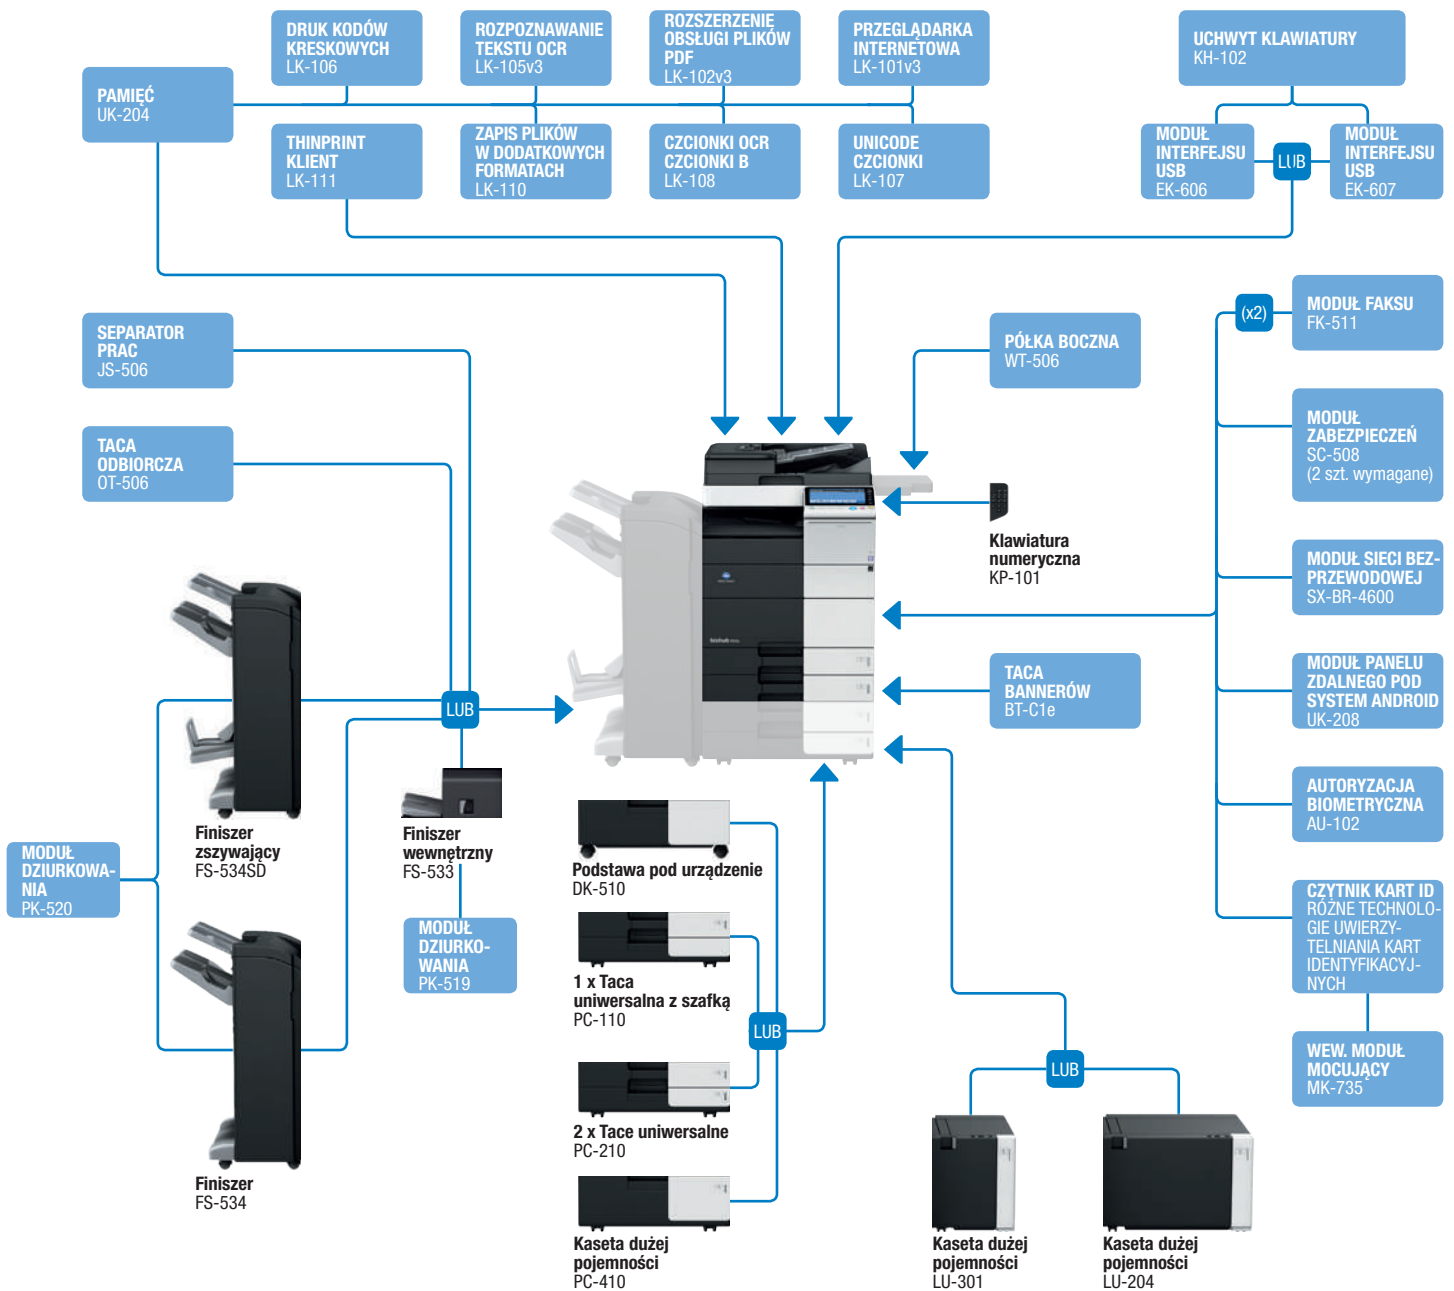 DRUK KODÓW
KRESKOWYCH
LK-106
ROZPOZNAWANIE
TEKSTU OCR
LK-105v3
ROZSZERZENIE
OBSŁUGI PLIKÓW
PDF
LK-102v3
PRZEGLĄDARKA
INTERNETOWA
LK-101v3
UCHWYT KLAWIATURY
KH-102
PAMIĘĆ
UK-204
THINPRINT
KLIENT
LK-111
ZAPIS PLIKÓW
W DODATKOWYCH
FORMATACH
LK-110
CZCIONKI OCR
CZCIONKI B
LK-108
UNICODE
CZCIONKI
LK-107
MODUŁ
INTERFEJSU
USB
EK-606
LUB
MODUŁ
INTERFEJSU
USB
EK-607
SEPARATOR
PRAC
JS-506
PÓŁKA BOCZNA
WT-506
(x2)
MODUŁ FAKSU
FK-511
TACA
ODBIORCZA
OT-506
MODUŁ
ZABEZPIECZEŃ
SC-508
(2 szt. wymagane)
Klawiatura
numeryczna
KP-101
MODUŁ SIECI BEZ-
PRZEWODOWEJ
SX-BR-4600
TACA
BANNERÓW
BT-C1e
MODUŁ PANELU
ZDALNEGO POD
SYSTEM ANDROID
UK-208
LUB
AUTORYZACJA
BIOMETRYCZNA
AU-102
Finiszer
zszywający
FS-534SD
Finiszer
wewnętrzny
FS-533
MODUŁ
DZIURKOWA-
NIA
PK-520
Podstawa pod urządzenie
DK-510
CZYTNIK KART ID
RÓŻNE TECHNOLO-
GIE UWIERZY-
TELNIANIA KART
IDENTYFIKACYJ-
NYCH
MODUŁ
DZIURKO-
WANIA
PK-519
1 x Taca
uniwersalna z szafką
PC-110
LUB
WEW. MODUŁ
MOCUJĄCY
MK-735
LUB
2 x Tace uniwersalne
PC-210
Finiszer
FS-534
Kaseta dużej
pojemności
PC-410
Kaseta dużej
pojemności
LU-301
Kaseta dużej
pojemności
LU-204